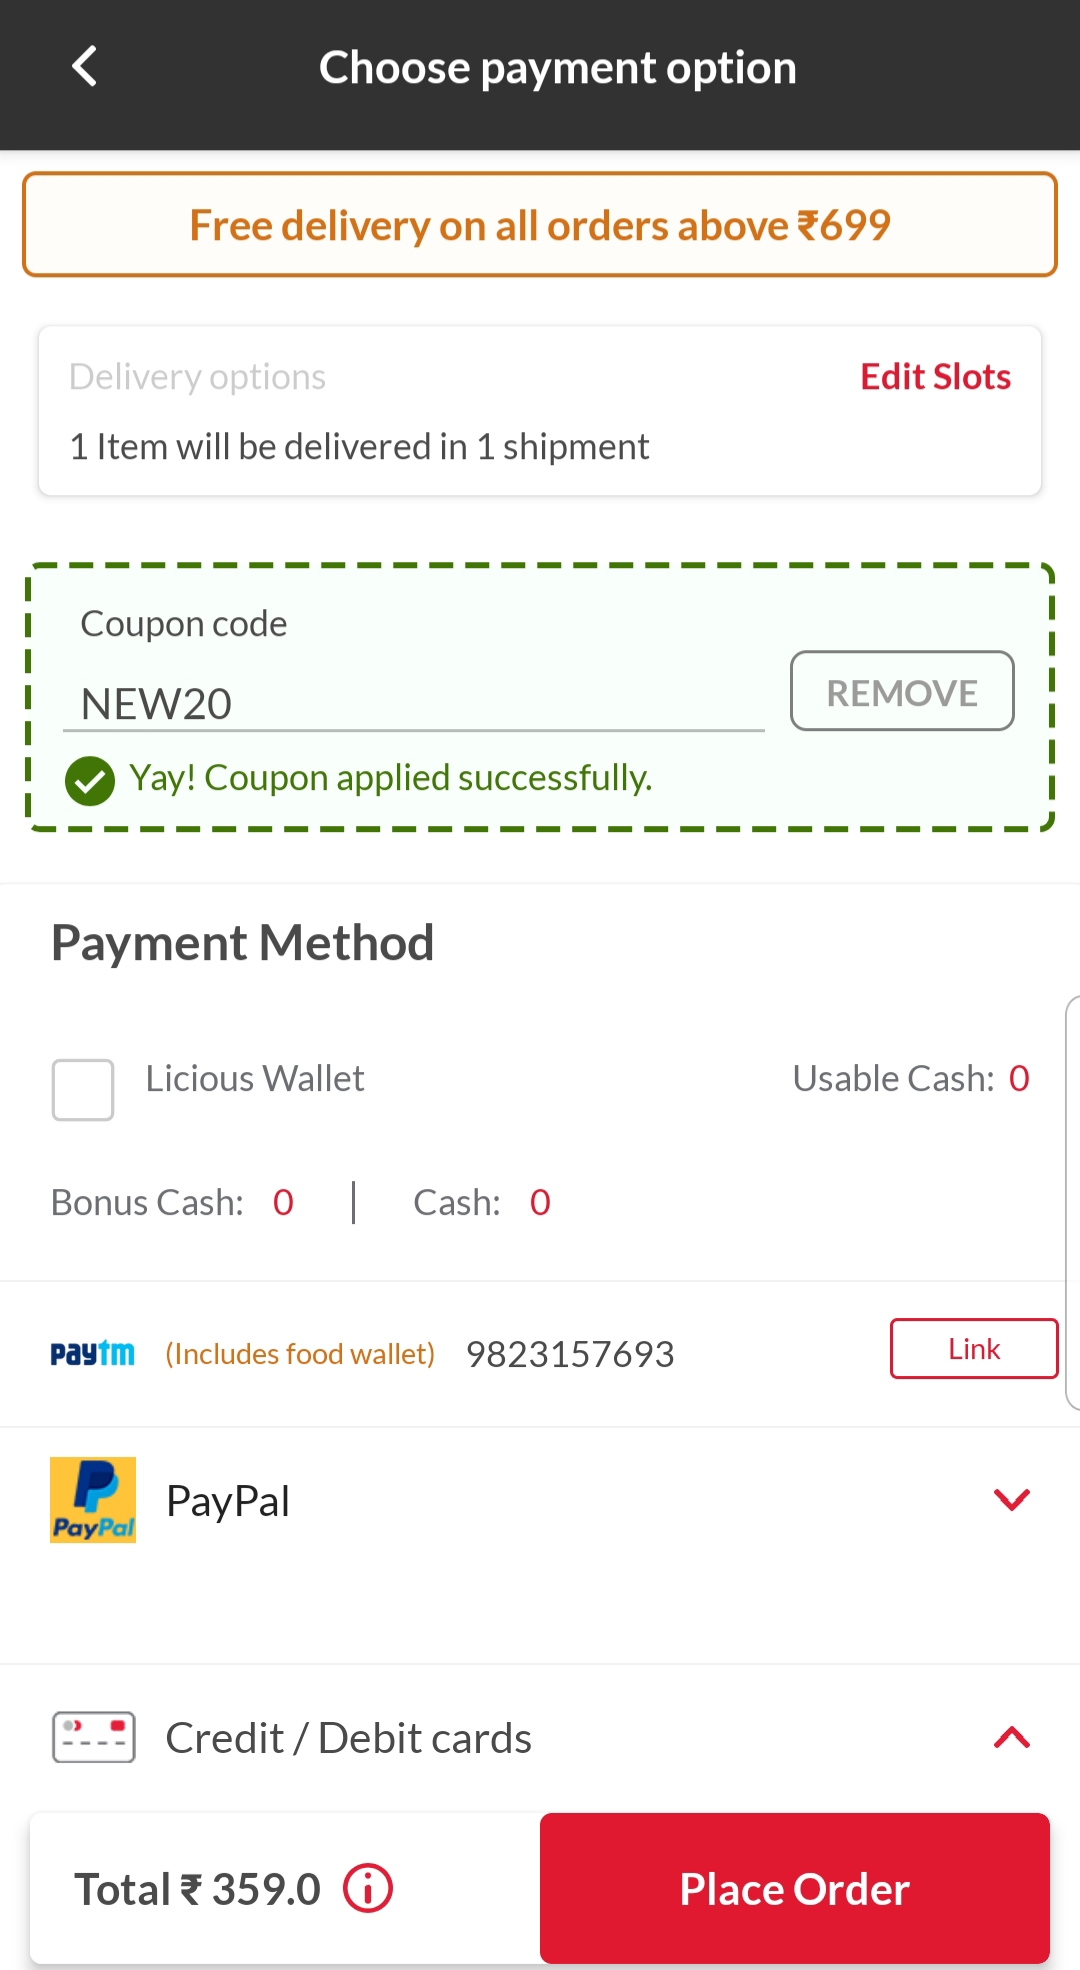 Choose payment option
Free delivery on all orders above ₹699
Delivery options
Edit Slots
1 Item will be delivered in 1 shipment
Coupon code
NEW20
REMOVE
Yay! Coupon applied successfully.
Payment Method
Licious Wallet
Usable Cash: 0
Bonus Cash: 0 | Cash: 0
paytm (Includes food wallet) 9823157693
Link
PayPal PayPal
Credit / Debit cards
Total ₹ 359.0
Place Order